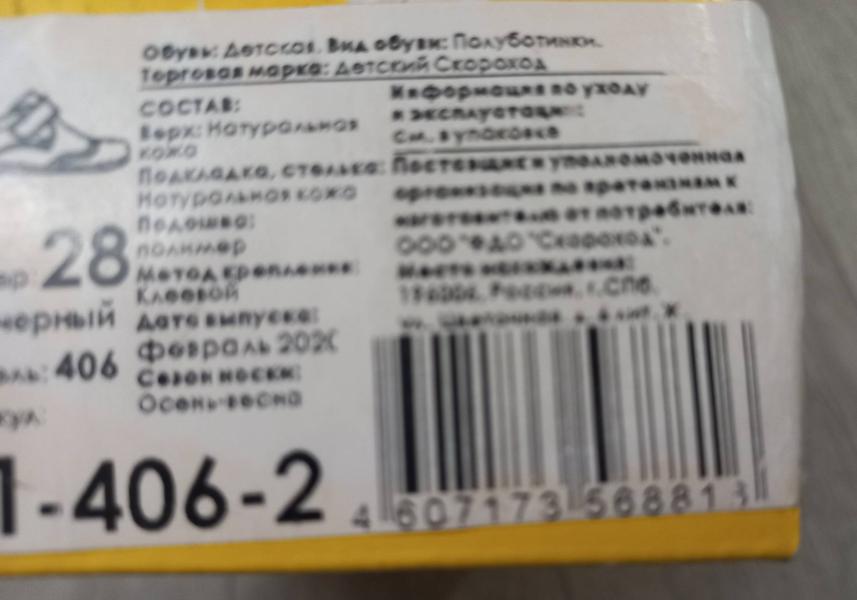 Обувь: Детская. Вид обуви: Полуботинки.
Торговая марка: Детский Скороход
СОСТАВ:
Верх: Натуральная
кожа
Подкладка, стелька:
Натуральная кожа
Подошва:
полимер
Метод крепления:
Клеевой
Дата выпуска:
февраль 202
Сезон носки:
Осень-весна
Информация по уходу
и эксплуатации:
см. в упаковке
Поставщик и уполномоченная
организация по претензиям к
изготовителю от потребителя:
ООО "ФДО "Скороход".
Место нахождения:
Россия, г.СПб,
ул. Цветочная
28
черный
406
1-406-2
4 607173 56881